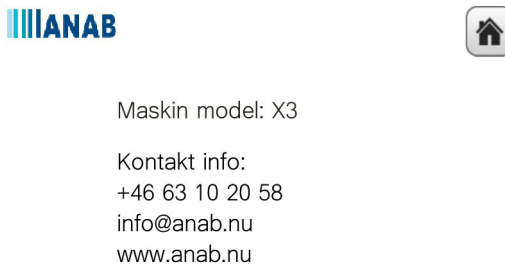 ANAB
Maskin model: X3
Kontakt info:
+46 63 10 20 58
info@anab.nu
www.anab.nu